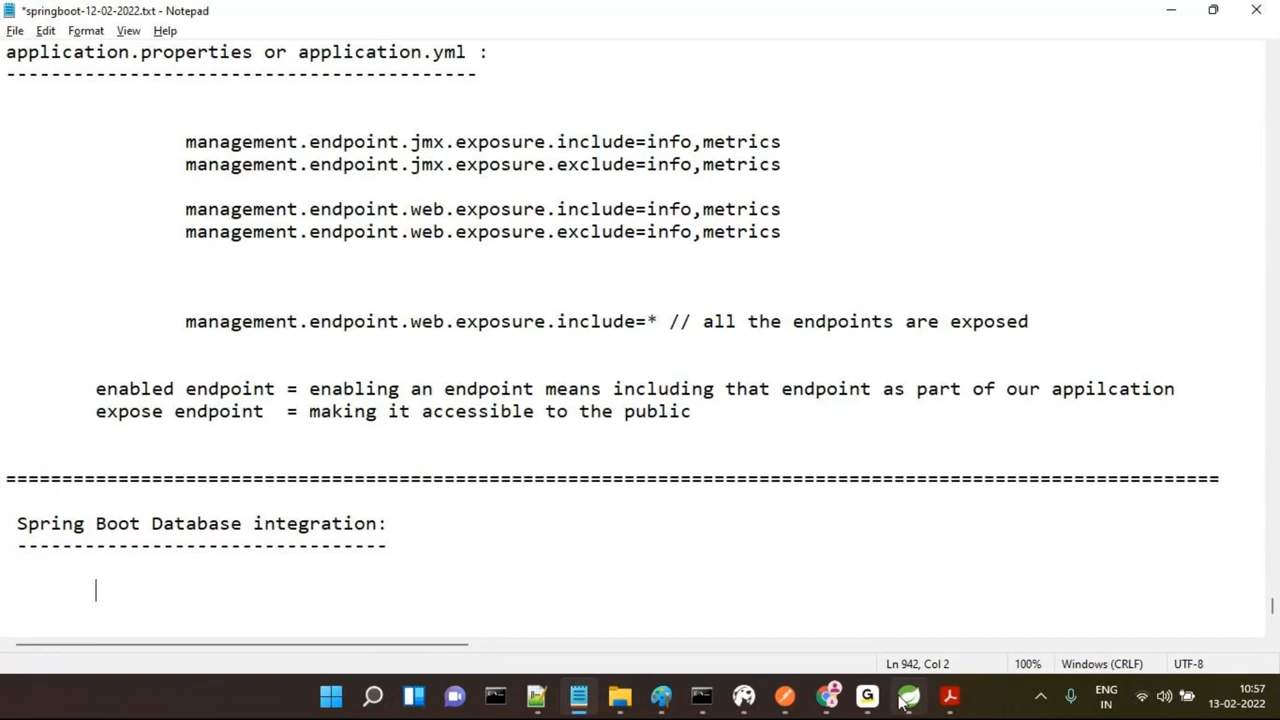 *springboot-12-02-2022.txt - Notepad
File Edit Format View Help
application.properties or application.yml :
------------------------------------------
management.endpoint.jmx.exposure.include=info,metrics
management.endpoint.jmx.exposure.exclude=info,metrics
management.endpoint.web.exposure.include=info,metrics
management.endpoint.web.exposure.exclude=info,metrics
management.endpoint.web.exposure.include=* // all the endpoints are exposed
enabled endpoint = enabling an endpoint means including that endpoint as part of our appilcation
expose endpoint  = making it accessible to the public
============================================================================================================
Spring Boot Database integration:
---------------------------------
Ln 942, Col 2 100% Windows (CRLF) UTF-8
ENG 10:57
IN 13-02-2022